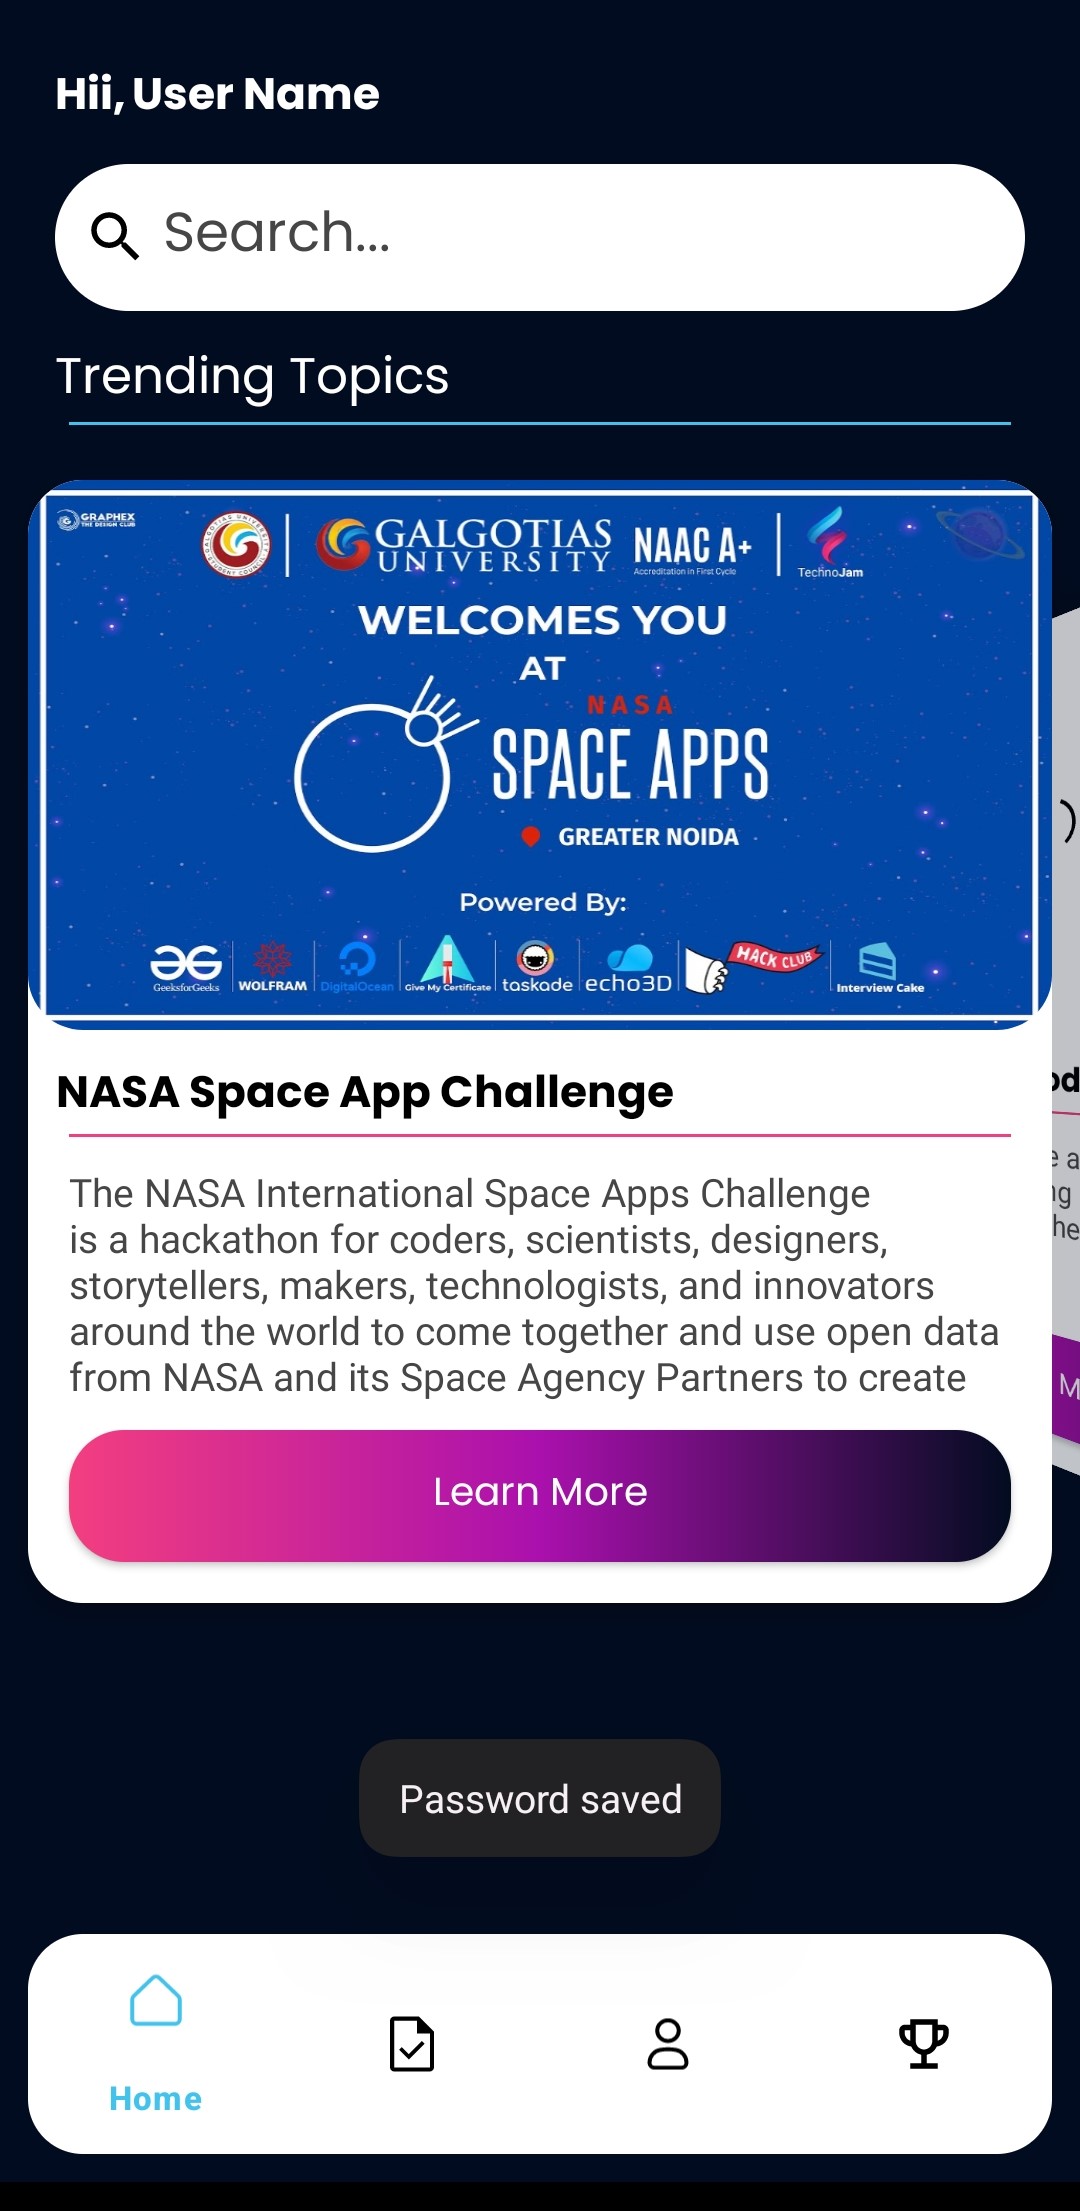 Hii, User Name
Search...
Trending Topics
GRAPHEX
THE DESIGN CLUB
GALGOTIAS
UNIVERSITY
NAAC A+
Accreditation in First Cycle
TechnoJam
WELCOMES YOU
AT
NASA
SPACE APPS
GREATER NOIDA
Powered By:
GeeksforGeeks
WOLFRAM
DigitalOcean
Give My Certificate
taskade
echo3D
HACK CLUB
Interview Cake
NASA Space App Challenge
The NASA International Space Apps Challenge
is a hackathon for coders, scientists, designers,
storytellers, makers, technologists, and innovators
around the world to come together and use open data
from NASA and its Space Agency Partners to create
Learn More
Password saved
Home